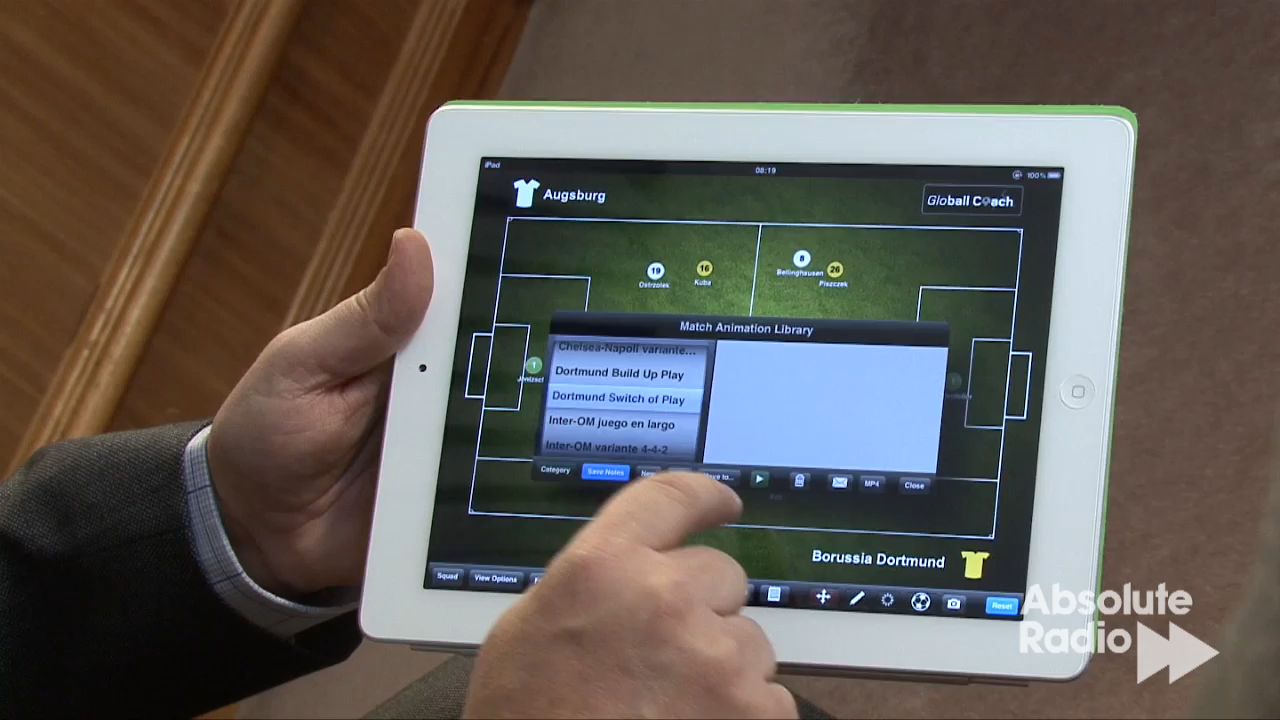 iPad
08:19
100%
Augsburg
Globall Coach
19
Ostrzolek
16
Kuba
8
Bellinghausen
26
Piszczek
Match Animation Library
1
Chelsea-Napoli variante...
Dortmund Build Up Play
Dortmund Switch of Play
Inter-OM juego en largo
Inter-OM variante 4-4-2
Category
Save Notes
MP4
Close
Borussia Dortmund
Squad
View Options
Reset
Absolute
Radio